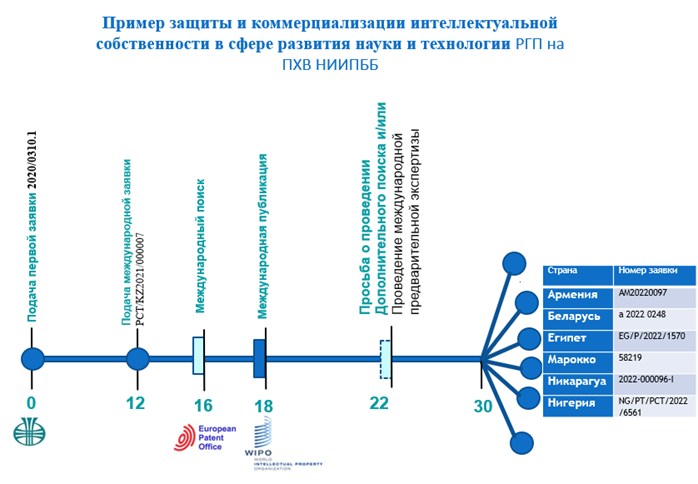 Пример защиты и коммерциализации интеллектуальной
собственности в сфере развития науки и технологии РГП на
ПХВ НИИПББ
Подача первой заявки 2020/0310.1
Подача международной заявки
PCT/KZ2021/000007
Международный поиск
Международная публикация
Просьба о проведении
Дополнительного поиска и/или
Проведение международной
предварительной экспертизы
0
12
16
18
22
30
European
Patent
Office
WIPO
WORLD
INTELLECTUAL PROPERTY
ORGANIZATION
Страна Номер заявки
Армения AM20220097
Беларусь a 2022 0248
Египет EG/P/2022/1570
Марокко 58219
Никарагуа 2022-000096-I
Нигерия NG/PT/PCT/2022
/6561